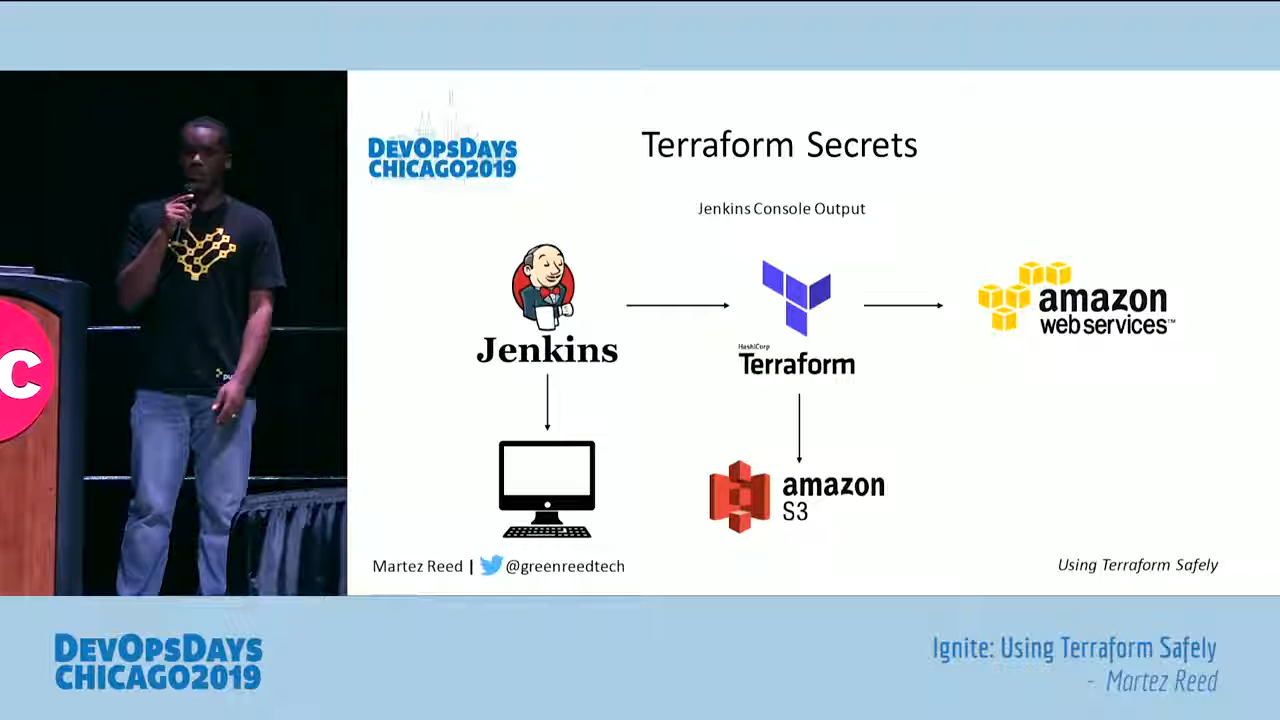 DEVOPSDAYS
CHICAGO2019
Terraform Secrets
Jenkins Console Output
Jenkins
HashiCorp
Terraform
amazon
web services™
amazon
S3
C
Martez Reed | @greenreedtech
Using Terraform Safely
DEVOPSDAYS
CHICAGO2019
Ignite: Using Terraform Safely
- Martez Reed